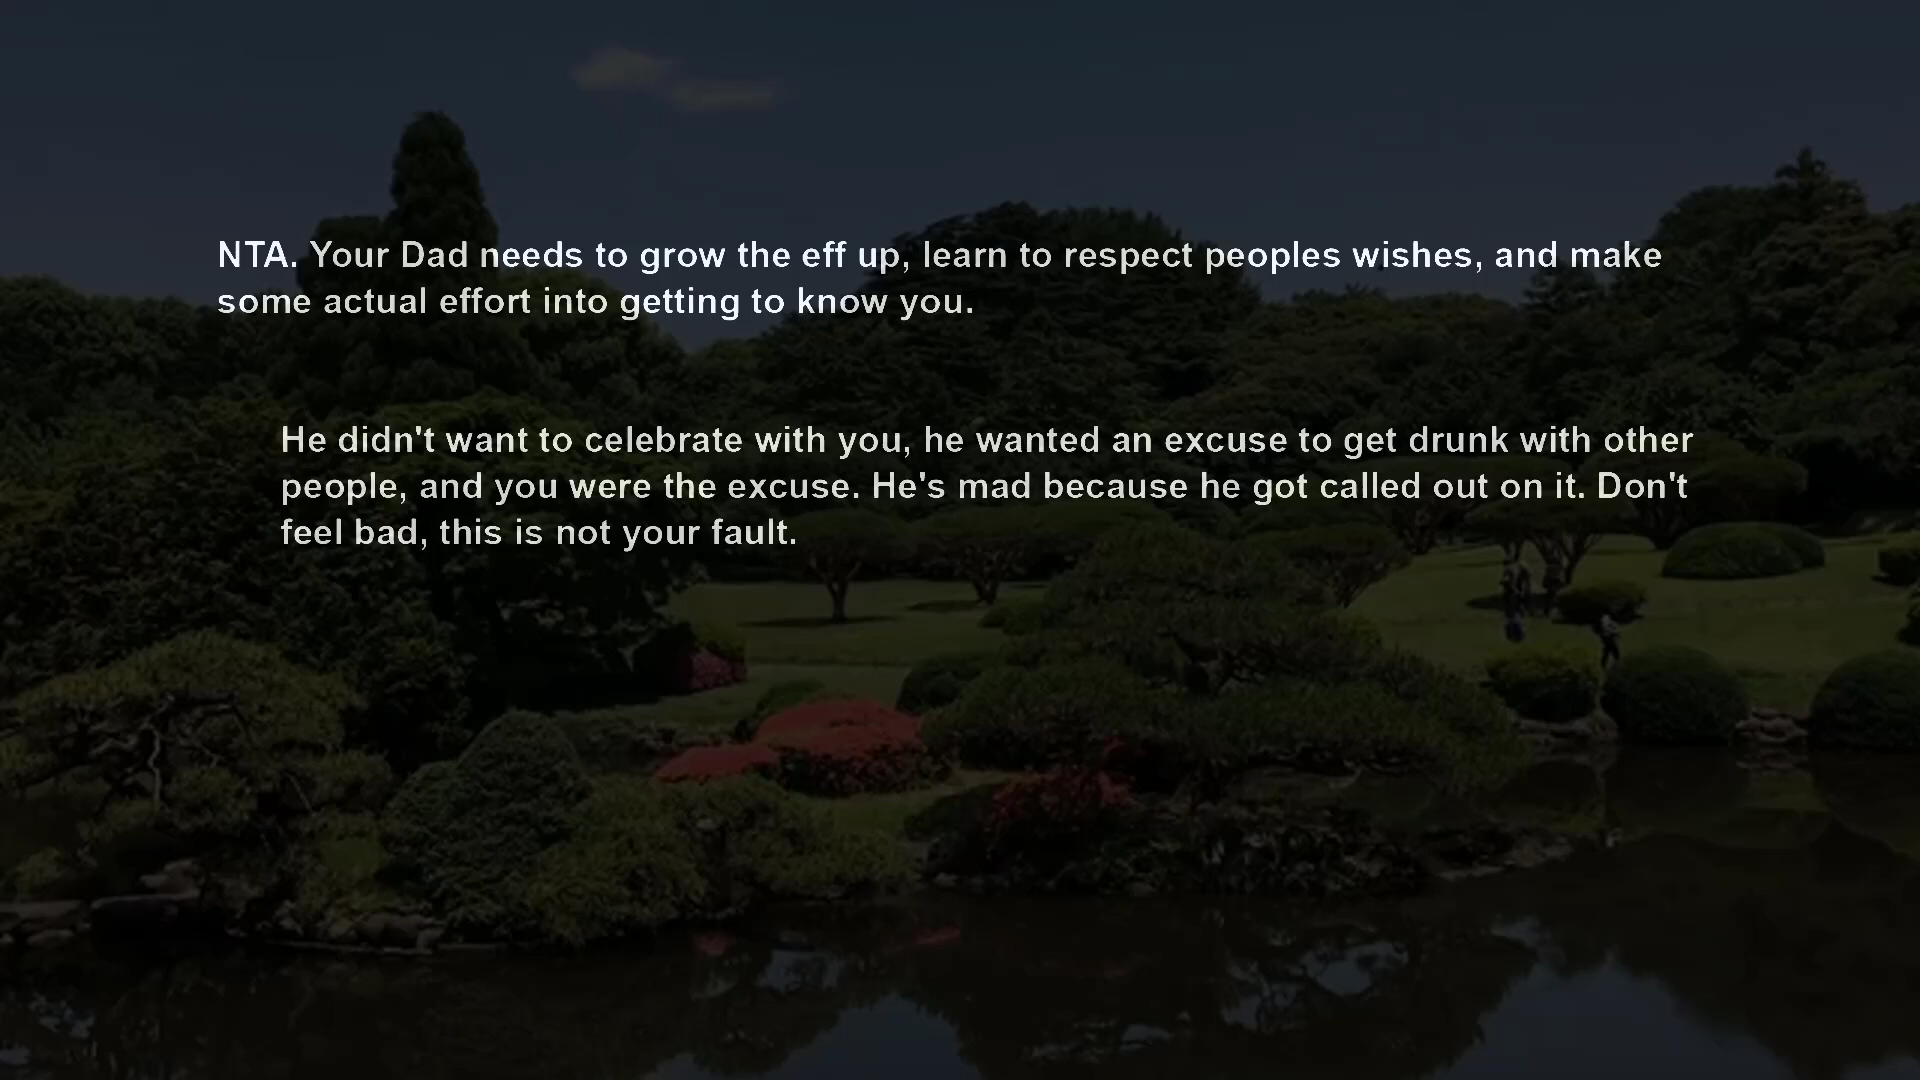 NTA. Your Dad needs to grow the eff up, learn to respect peoples wishes, and make
some actual effort into getting to know you.
He didn't want to celebrate with you, he wanted an excuse to get drunk with other
people, and you were the excuse. He's mad because he got called out on it. Don't
feel bad, this is not your fault.